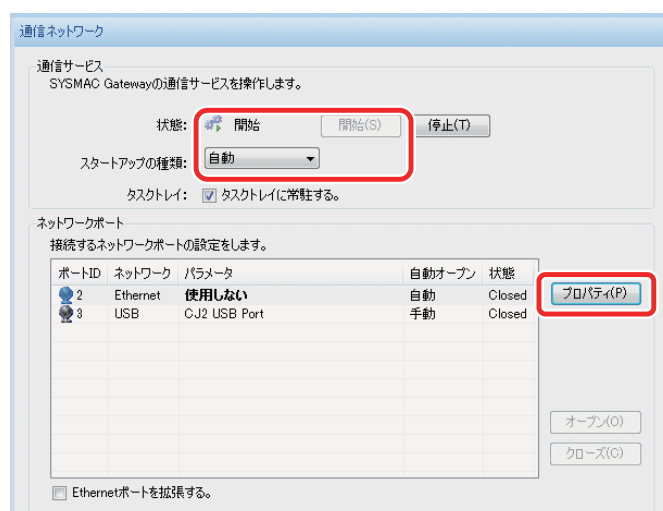 通信ネットワーク
通信サービス
SYSMAC Gatewayの通信サービスを操作します。
状態: 開始 開始(S) 停止(T)
スタートアップの種類: 自動
タスクトレイ: タスクトレイに常駐する。
ネットワークポート
接続するネットワークポートの設定をします。
ポートID ネットワーク パラメータ 自動オープン 状態
2 Ethernet 使用しない 自動 Closed プロパティ(P)
3 USB CJ2 USB Port 手動 Closed
オープン(O)
クローズ(C)
Ethernetポートを拡張する。